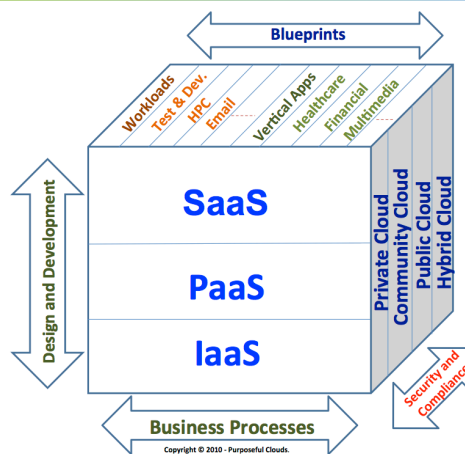 Blueprints
Workloads
Test & Dev.
HPC
Email
Vertical Apps
Healthcare
Financial
Multimedia
Design and Development
SaaS
PaaS
IaaS
Private Cloud
Community Cloud
Public Cloud
Hybrid Cloud
Security and
Compliance
Business Processes
Copyright © 2010 - Purposeful Clouds.